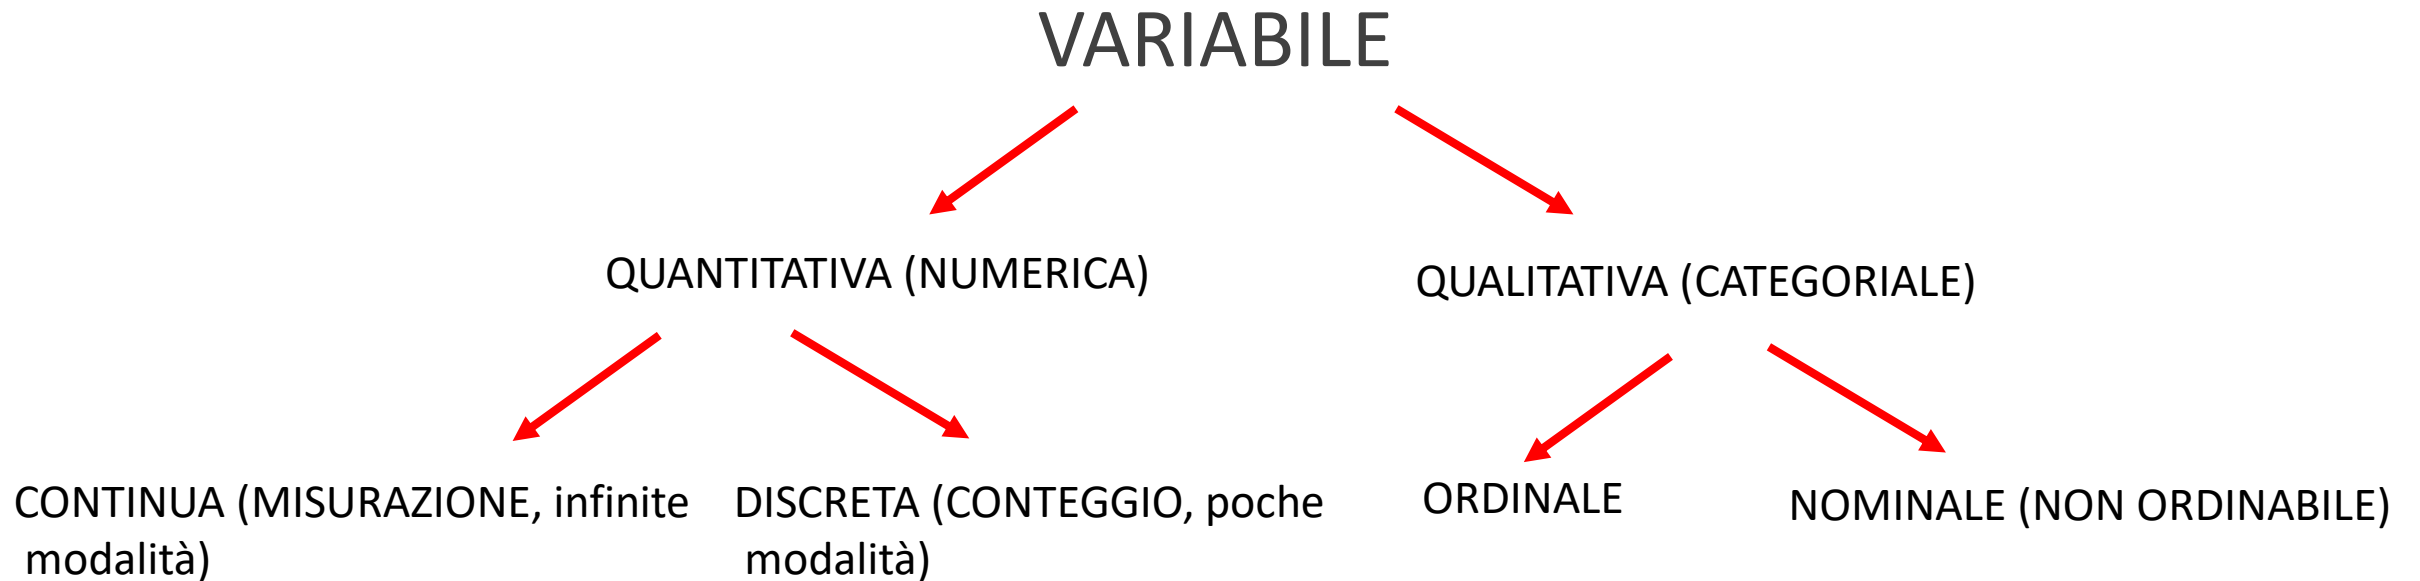 VARIABILE
QUANTITATIVA (NUMERICA)
QUALITATIVA (CATEGORIALE)
CONTINUA (MISURAZIONE, infinite
modalità)
DISCRETA (CONTEGGIO, poche
modalità)
ORDINALE
NOMINALE (NON ORDINABILE)